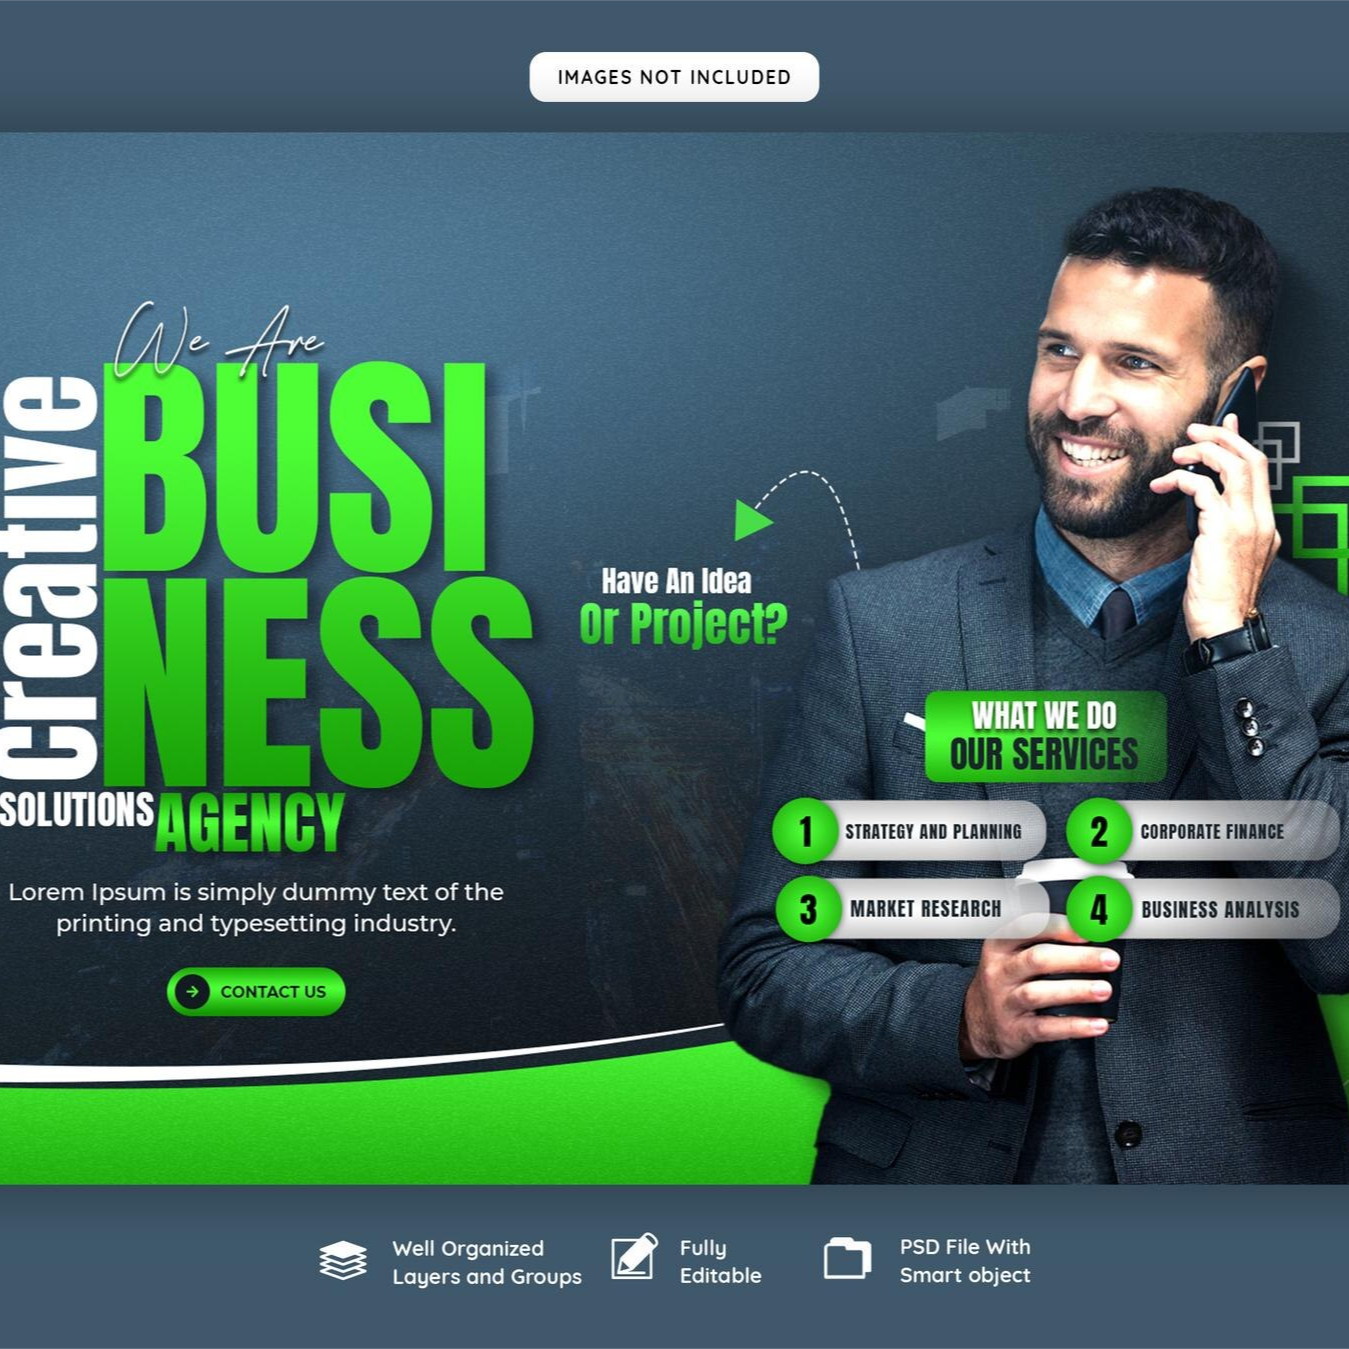 IMAGES NOT INCLUDED
We Are
creative
BUSI
NESS
SOLUTIONS AGENCY
Lorem Ipsum is simply dummy text of the
printing and typesetting industry.
CONTACT US
Have An Idea
Or Project?
WHAT WE DO
OUR SERVICES
1 STRATEGY AND PLANNING
2 CORPORATE FINANCE
3 MARKET RESEARCH
4 BUSINESS ANALYSIS
Well Organized
Layers and Groups
Fully
Editable
PSD File With
Smart object